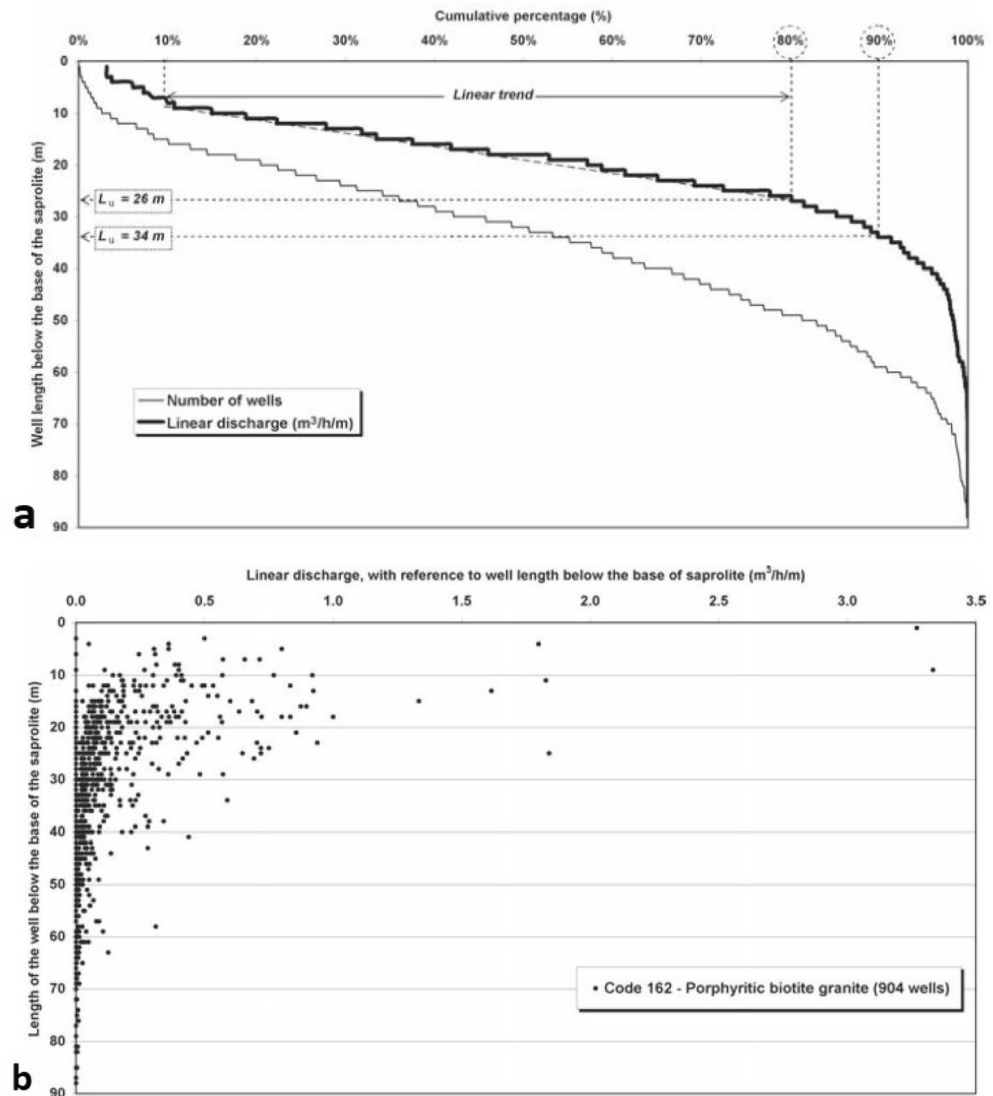 Cumulative percentage (%)
0% 10% 20% 30% 40% 50% 60% 70% 80% 90% 100%
Well length below the base of the saprolite (m)
0
10
20
30
40
50
60
70
80
90
Linear trend
L u = 26 m
L u = 34 m
Number of wells
Linear discharge (m³/h/m)
a
Linear discharge, with reference to well length below the base of saprolite (m³/h/m)
0.0 0.5 1.0 1.5 2.0 2.5 3.0 3.5
Length of the well below the base of the saprolite (m)
0
10
20
30
40
50
60
70
80
90
Code 162 - Porphyritic biotite granite (904 wells)
b